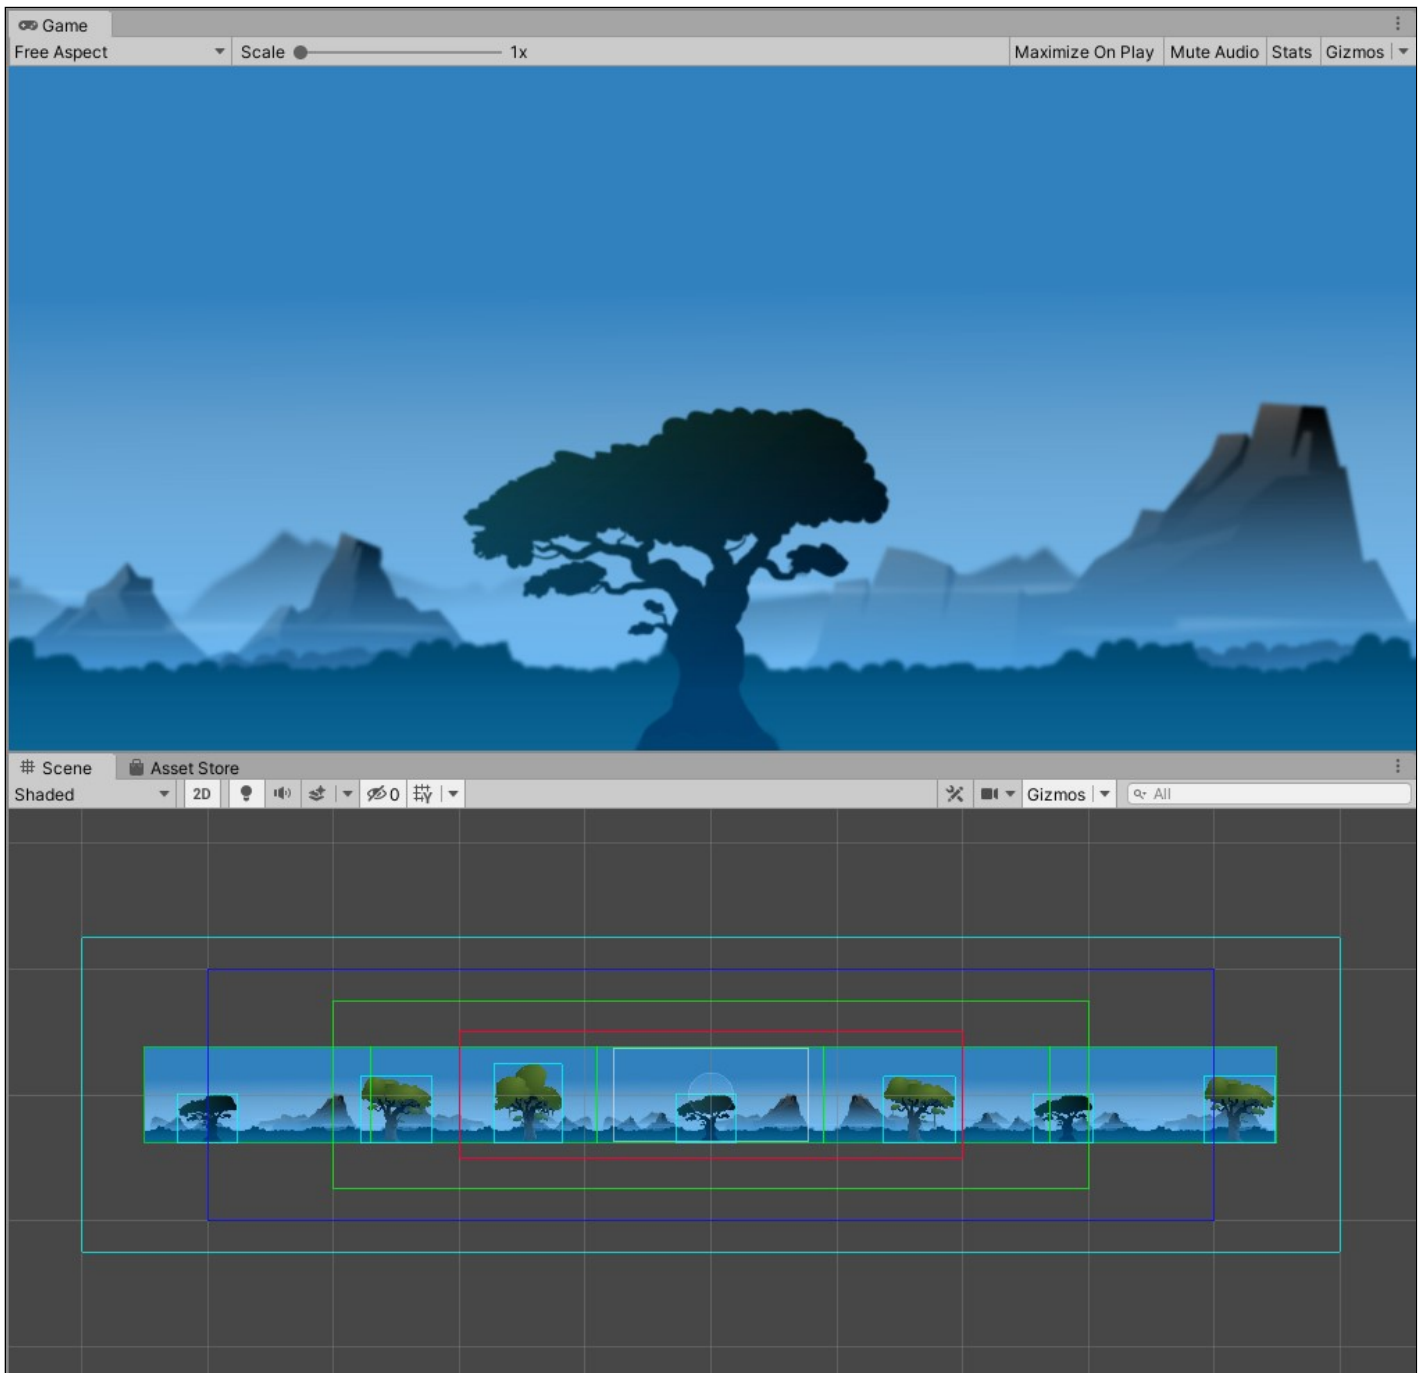 Game
Free Aspect Scale 1x Maximize On Play Mute Audio Stats Gizmos
Scene Asset Store
Shaded 2D 0 Gizmos All